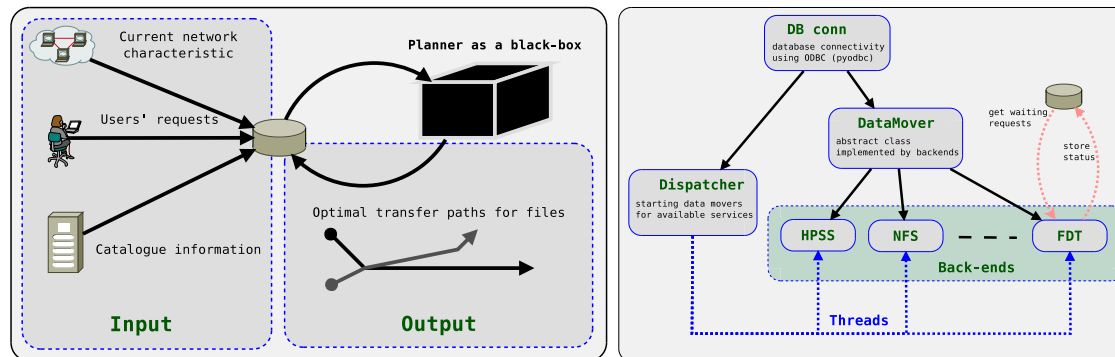 Current network
characteristic
Planner as a black-box
Users' requests
Optimal transfer paths for files
Catalogue information
Input
Output
DB conn
database connectivity
using ODBC (pyodbc)
get waiting
requests
DataMover
abstract class
implemented by backends
store
status
Dispatcher
starting data movers
for available services
HPSS
NFS
FDT
Back-ends
Threads